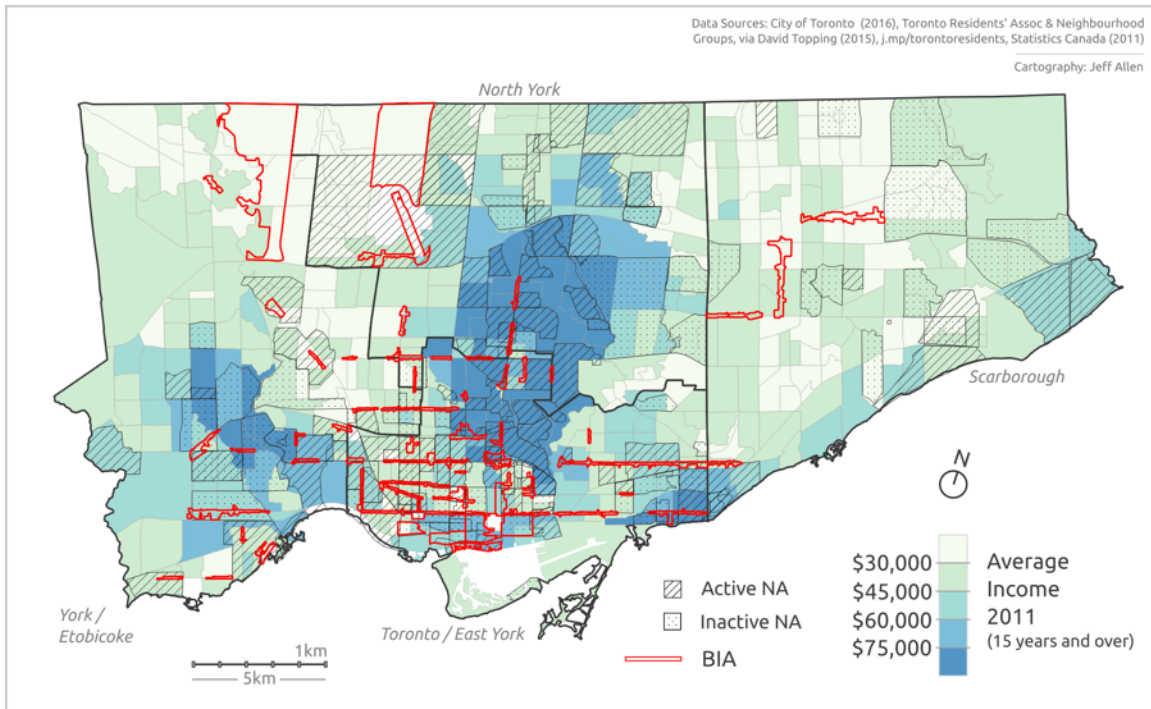 Data Sources: City of Toronto (2016), Toronto Residents' Assoc & Neighbourhood
Groups, via David Topping (2015), j.mp/torontoresidents, Statistics Canada (2011)
Cartography: Jeff Allen
North York
Scarborough
N
York /
Etobicoke
Toronto / East York
1km
5km
Active NA
Inactive NA
BIA
$30,000
$45,000
$60,000
$75,000
Average
Income
2011
(15 years and over)